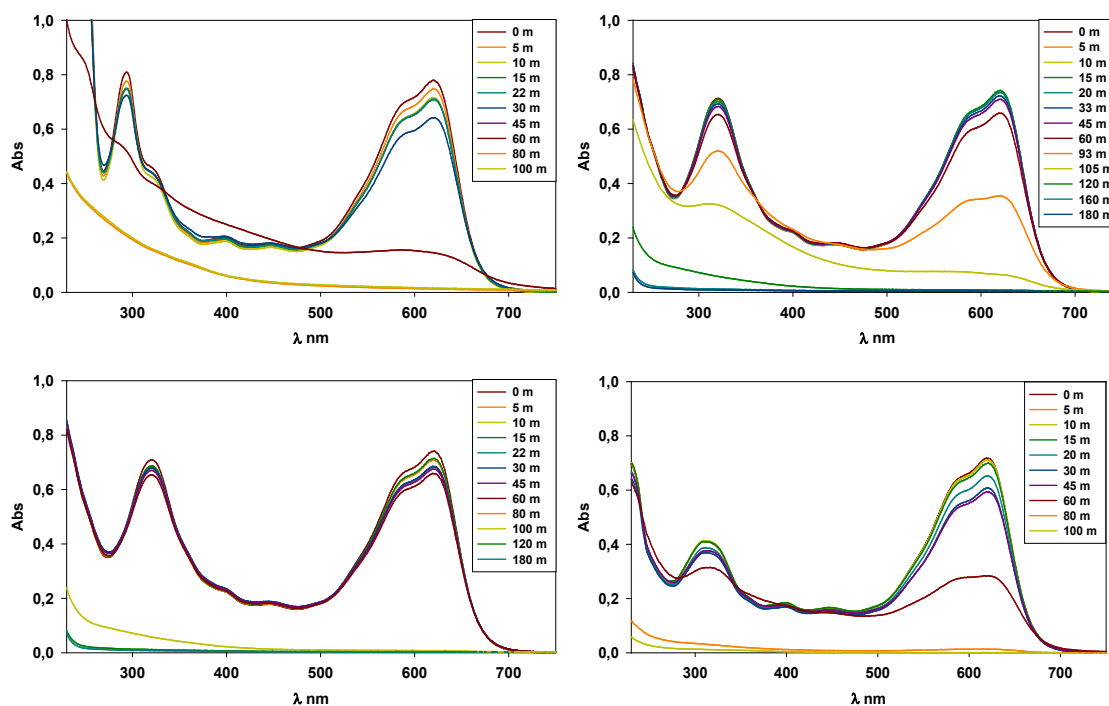 1,0
0,8
0,6
0,4
0,2
0,0
Abs
300
400
500
600
700
λ nm
0 m
5 m
10 m
15 m
22 m
30 m
45 m
60 m
80 m
100 m
1,0
0,8
0,6
0,4
0,2
0,0
Abs
300
400
500
600
700
λ nm
0 m
5 m
10 m
15 m
20 m
33 m
45 m
60 m
93 m
105 m
120 m
160 m
180 m
1,0
0,8
0,6
0,4
0,2
0,0
Abs
300
400
500
600
700
λ nm
0 m
5 m
10 m
15 m
22 m
30 m
45 m
60 m
80 m
100 m
120 m
180 m
1,0
0,8
0,6
0,4
0,2
0,0
Abs
300
400
500
600
700
λ nm
0 m
5 m
10 m
15 m
20 m
30 m
45 m
60 m
80 m
100 m